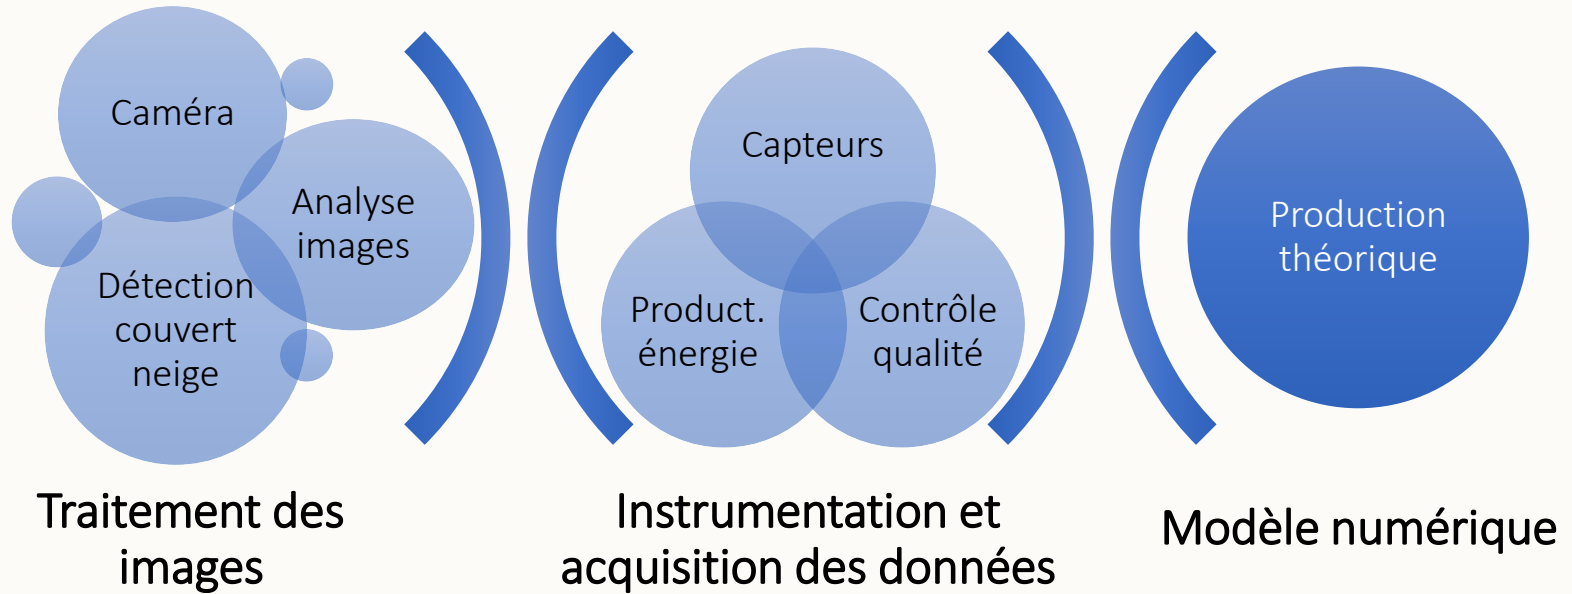 Caméra
Analyse
images
Détection
couvert
neige
Traitement des
images
Capteurs
Product.
énergie
Contrôle
qualité
Instrumentation et
acquisition des données
Production
théorique
Modèle numérique